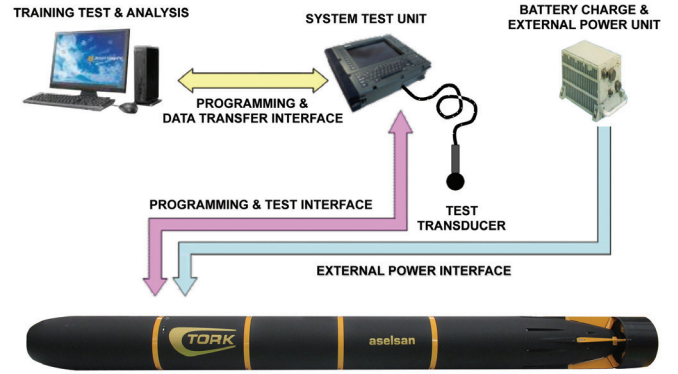 TRAINING TEST & ANALYSIS
SYSTEM TEST UNIT
BATTERY CHARGE &
EXTERNAL POWER UNIT
PROGRAMMING &
DATA TRANSFER INTERFACE
PROGRAMMING & TEST INTERFACE
TEST
TRANSDUCER
EXTERNAL POWER INTERFACE
TORK
aselsan